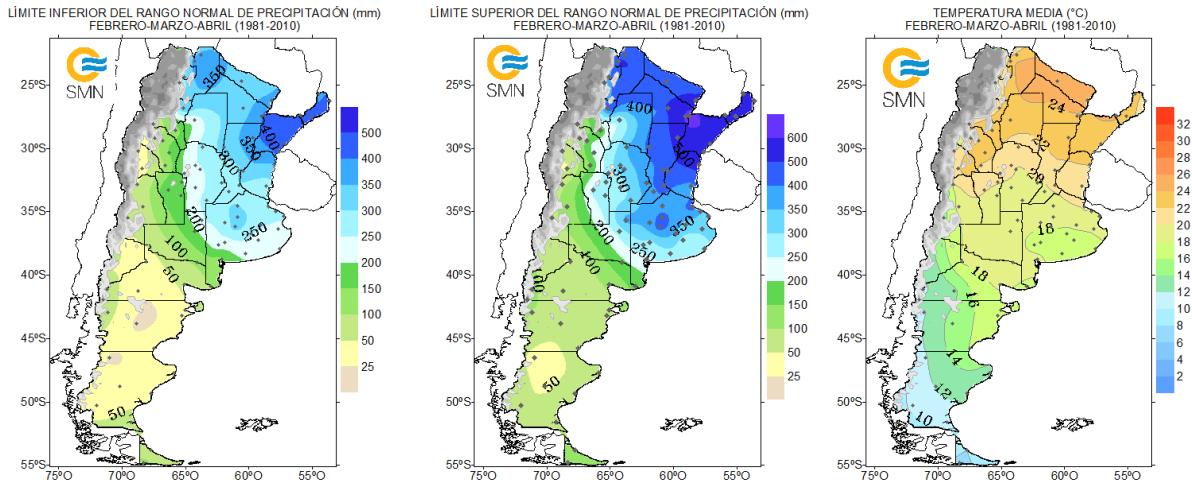 LÍMITE INFERIOR DEL RANGO NORMAL DE PRECIPITACIÓN (mm)
FEBRERO-MARZO-ABRIL (1981-2010)
SMN
25ºS
30ºS
35ºS
40ºS
45ºS
50ºS
55ºS
75ºO
70ºO
65ºO
60ºO
55ºO
350
400
350
300
200
250
100
50
50
500
400
350
300
250
200
150
100
50
25
LÍMITE SUPERIOR DEL RANGO NORMAL DE PRECIPITACIÓN (mm)
FEBRERO-MARZO-ABRIL (1981-2010)
SMN
25ºS
30ºS
35ºS
40ºS
45ºS
50ºS
55ºS
75ºO
70ºO
65ºO
60ºO
55ºO
400
500
300
350
200
250
100
50
600
500
400
350
300
250
200
150
100
50
25
TEMPERATURA MEDIA (°C)
FEBRERO-MARZO-ABRIL (1981-2010)
SMN
25ºS
30ºS
35ºS
40ºS
45ºS
50ºS
55ºS
75ºO
70ºO
65ºO
60ºO
55ºO
24
22
20
18
18
16
14
12
10
32
30
28
26
24
22
20
18
16
14
12
10
8
6
4
2